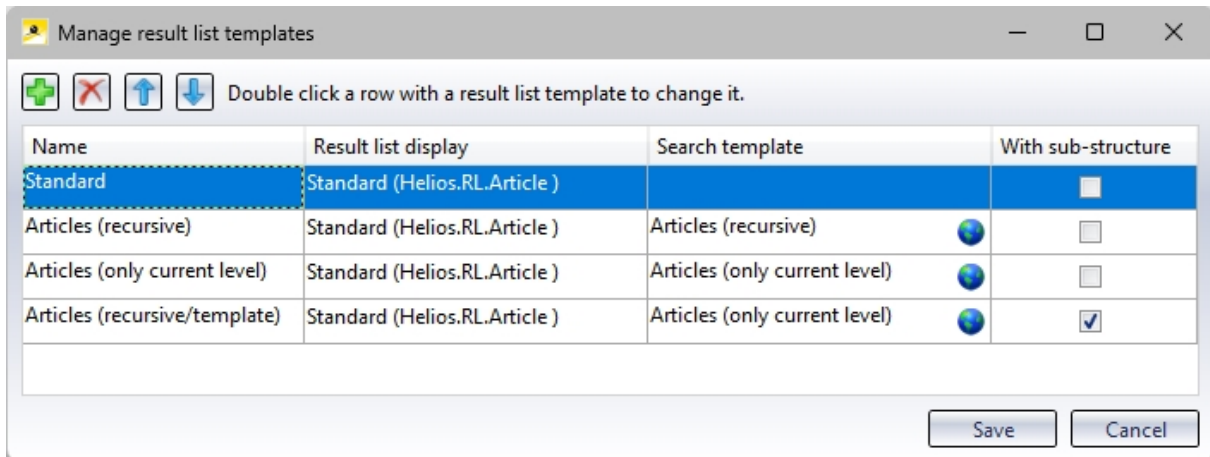 Manage result list templates
Double click a row with a result list template to change it.
Name Result list display Search template With sub-structure
Standard Standard (Helios.RL.Article )
Articles (recursive) Standard (Helios.RL.Article ) Articles (recursive)
Articles (only current level) Standard (Helios.RL.Article ) Articles (only current level)
Articles (recursive/template) Standard (Helios.RL.Article ) Articles (only current level)
Save Cancel